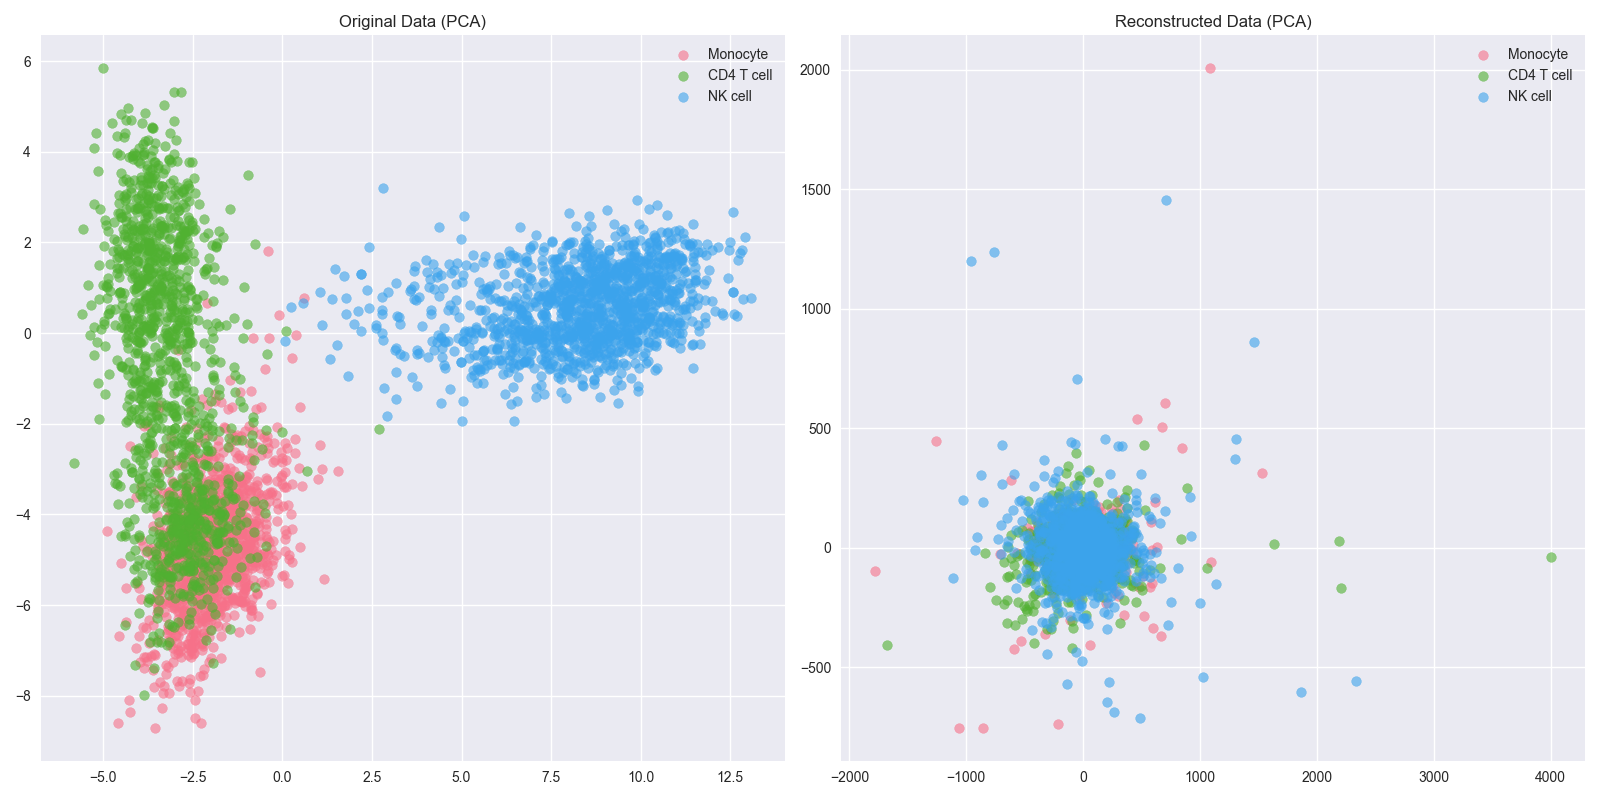 Original Data (PCA)
Monocyte
CD4 T cell
NK cell
6
4
2
0
−2
−4
−6
−8
−5.0 −2.5 0.0 2.5 5.0 7.5 10.0 12.5
Reconstructed Data (PCA)
Monocyte
CD4 T cell
NK cell
2000
1500
1000
500
0
−500
−2000 −1000 0 1000 2000 3000 4000